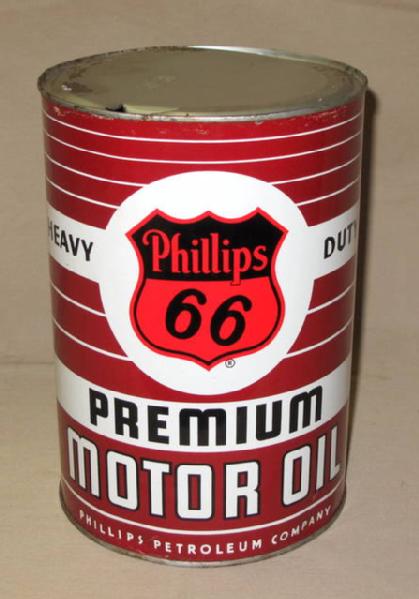 HEAVY DUTY
Phillips
66
®
PREMIUM
MOTOR OIL
PHILLIPS PETROLEUM COMPANY